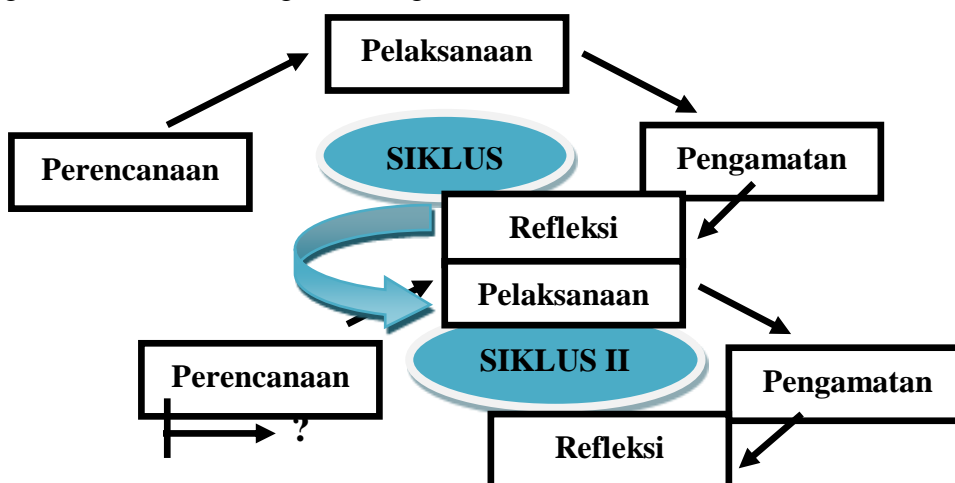 Pelaksanaan
Perencanaan
SIKLUS
Pengamatan
Refleksi
Pelaksanaan
SIKLUS II
Perencanaan
Pengamatan
?
Refleksi